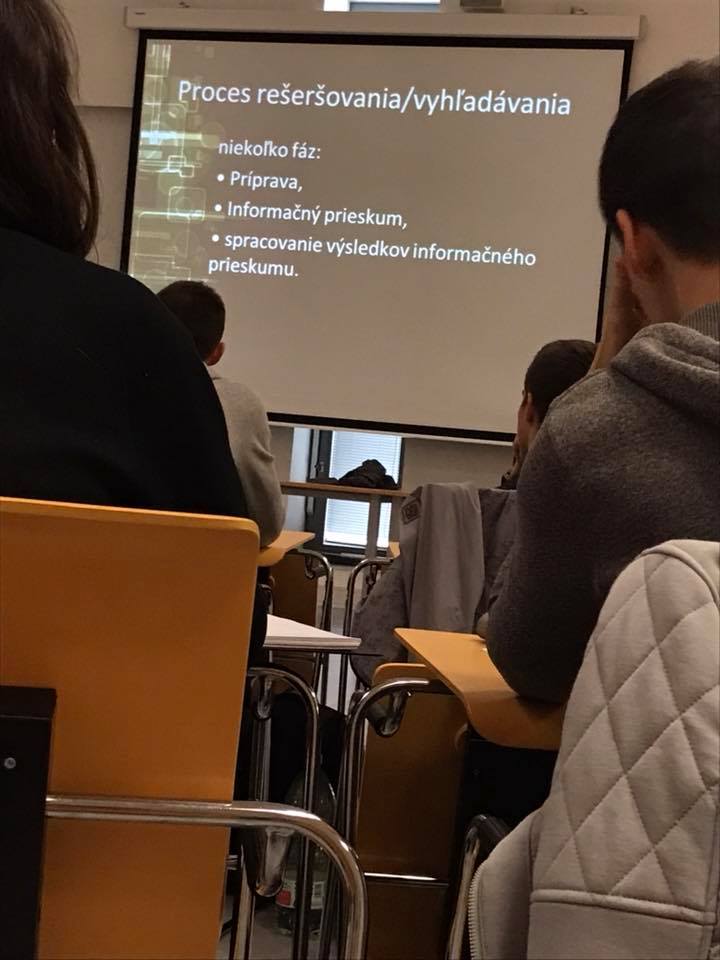 Proces rešeršovania/vyhľadávania
niekoľko fáz:
• Príprava,
• Informačný prieskum,
• spracovanie výsledkov informačného
prieskumu.